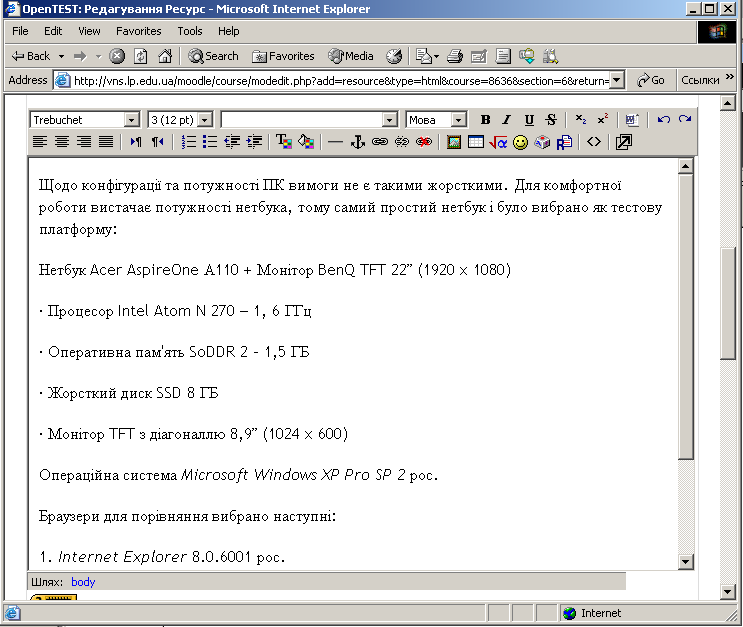 OpenTEST: Редагування Ресурс - Microsoft Internet Explorer
File Edit View Favorites Tools Help
Back Search Favorites Media
Address http://vns.lp.edu.ua/moodle/course/modedit.php?add=resource&type=html&course=8636&section=6&return= Go Ссылки »
Trebuchet 3 (12 pt) Мова B I U S x₂ x²
Щодо конфігурації та потужності ПК вимоги не є такими жорсткими. Для комфортної
роботи вистачає потужності нетбука, тому самий простий нетбук і було вибрано як тестову
платформу:
Нетбук Acer AspireOne A110 + Монітор BenQ TFT 22” (1920 x 1080)
· Процесор Intel Atom N 270 – 1, 6 ГГц
· Оперативна пам'ять SoDDR 2 - 1,5 ГБ
· Жорсткий диск SSD 8 ГБ
· Монітор TFT з діагоналлю 8,9” (1024 x 600)
Операційна система Microsoft Windows XP Pro SP 2 рос.
Браузери для порівняння вибрано наступні:
1. Internet Explorer 8.0.6001 рос.
Шлях: body
Internet